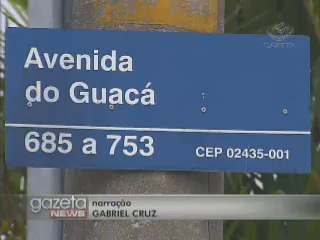 Avenida
do Guacá
685 a 753
CEP 02435-001
gazeta
NEWS
narração
GABRIEL CRUZ